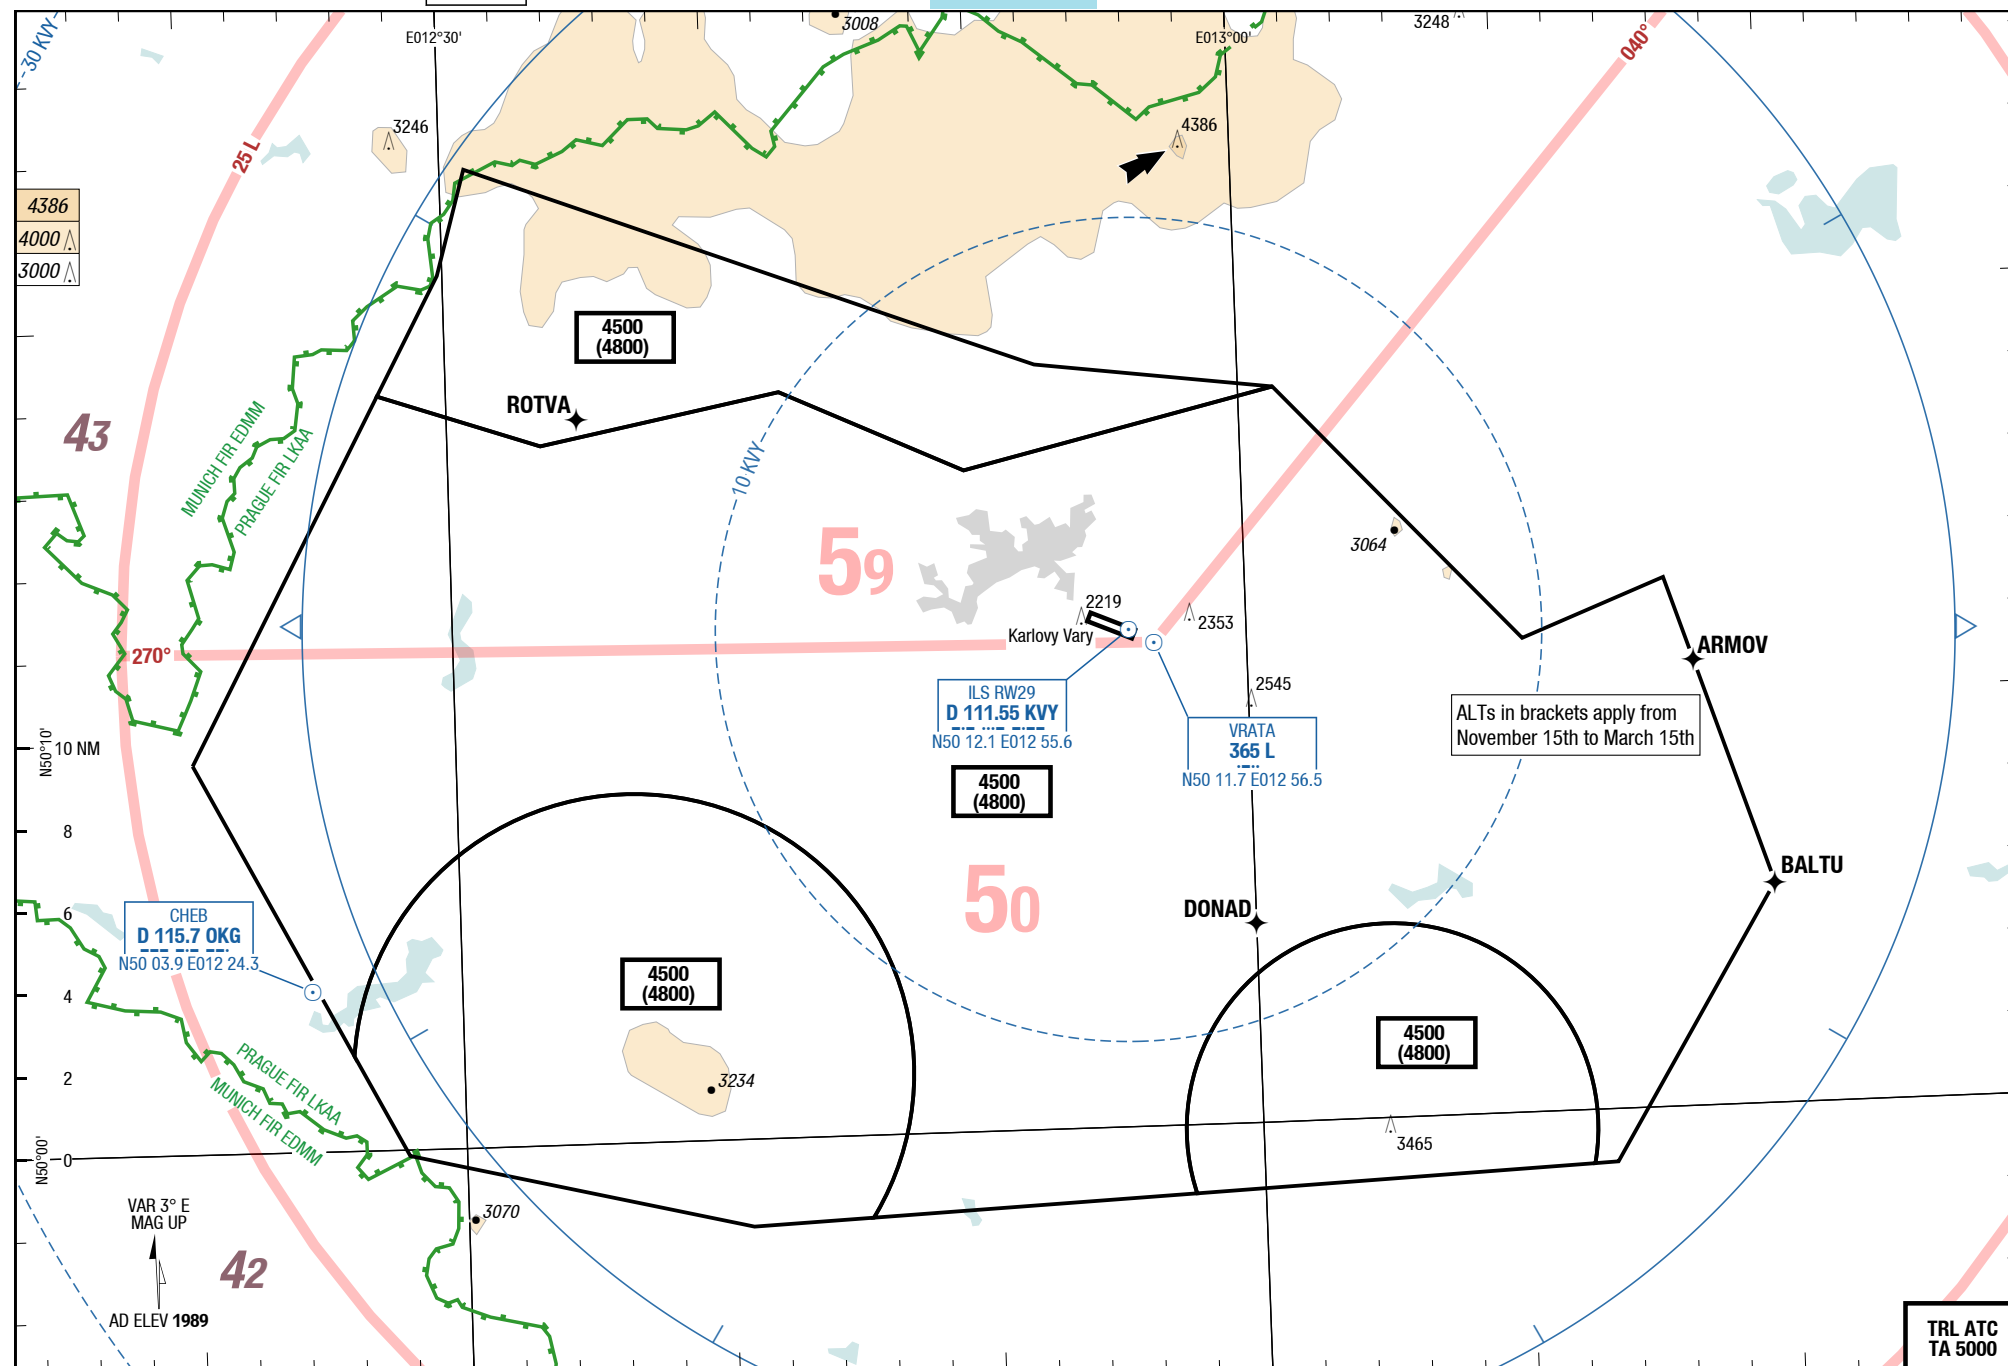 3008
3248
E012°30'
E013°00'
30 KVY
040°
3246
4386
25 L
4386
4000
3000
4500
(4800)
ROTVA
43
MUNICH FIR EDMM
PRAGUE FIR LKAA
10 KVY
59
3064
2219
2353
Karlovy Vary
270°
ARMOV
2545
ILS RW29
D 111.55 KVY
N50 12.1 E012 55.6
VRATA
365 L
N50 11.7 E012 56.5
ALTs in brackets apply from
November 15th to March 15th
N50°10'
10 NM
4500
(4800)
8
BALTU
50
DONAD
6
CHEB
D 115.7 OKG
N50 03.9 E012 24.3
4500
(4800)
4
4500
(4800)
2
3234
PRAGUE FIR LKAA
MUNICH FIR EDMM
3465
N50°00'
0
VAR 3° E
MAG UP
3070
42
AD ELEV 1989
TRL ATC
TA 5000